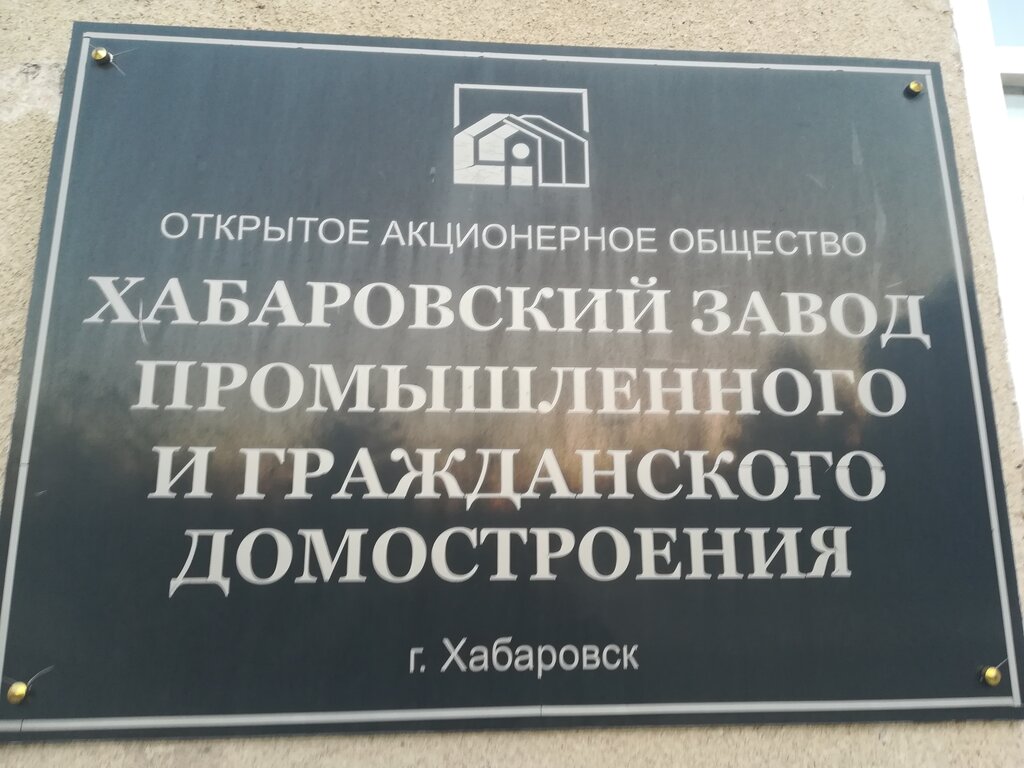 ОТКРЫТОЕ АКЦИОНЕРНОЕ ОБЩЕСТВО
ХАБАРОВСКИЙ ЗАВОД
ПРОМЫШЛЕННОГО
И ГРАЖДАНСКОГО
ДОМОСТРОЕНИЯ
г. Хабаровск